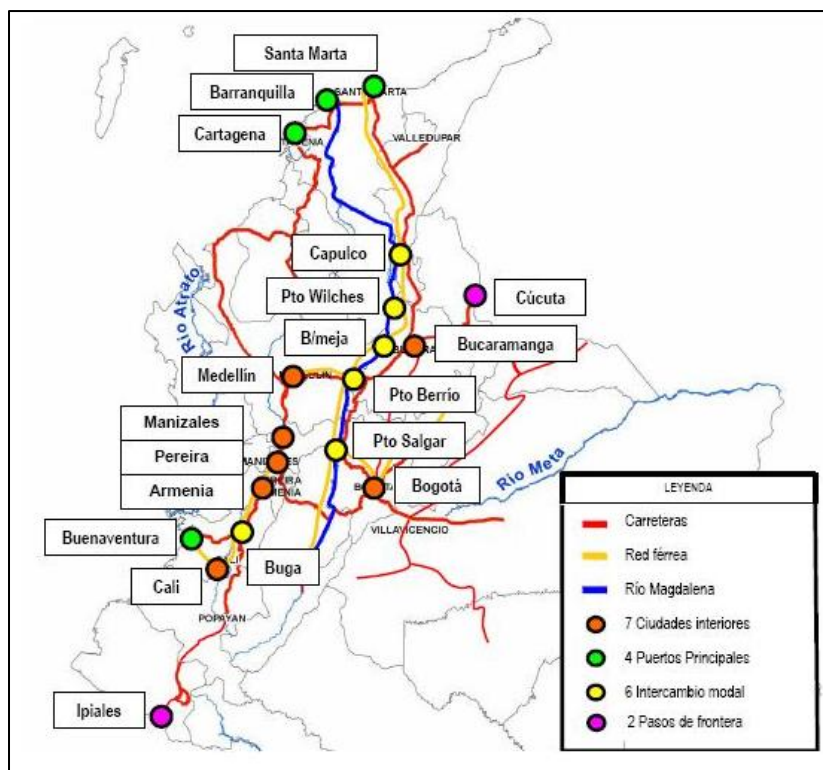 Santa Marta
Barranquilla
Cartagena
VALLEDUPAR
Capulco
Pto Wilches
Cúcuta
Río Atrato
B/meja
Bucaramanga
Medellín
Pto Berrío
Manizales
Pto Salgar
Pereira
Armenia
Bogotà
Río Meta
Buenaventura
VILLAVICENCIO
Cali
Buga
POPAYAN
Ipiales
LEYENDA
Carreteras
Red férrea
Río Magdalena
7 Ciudades interiores
4 Puertos Principales
6 Intercambio modal
2 Pasos de frontera